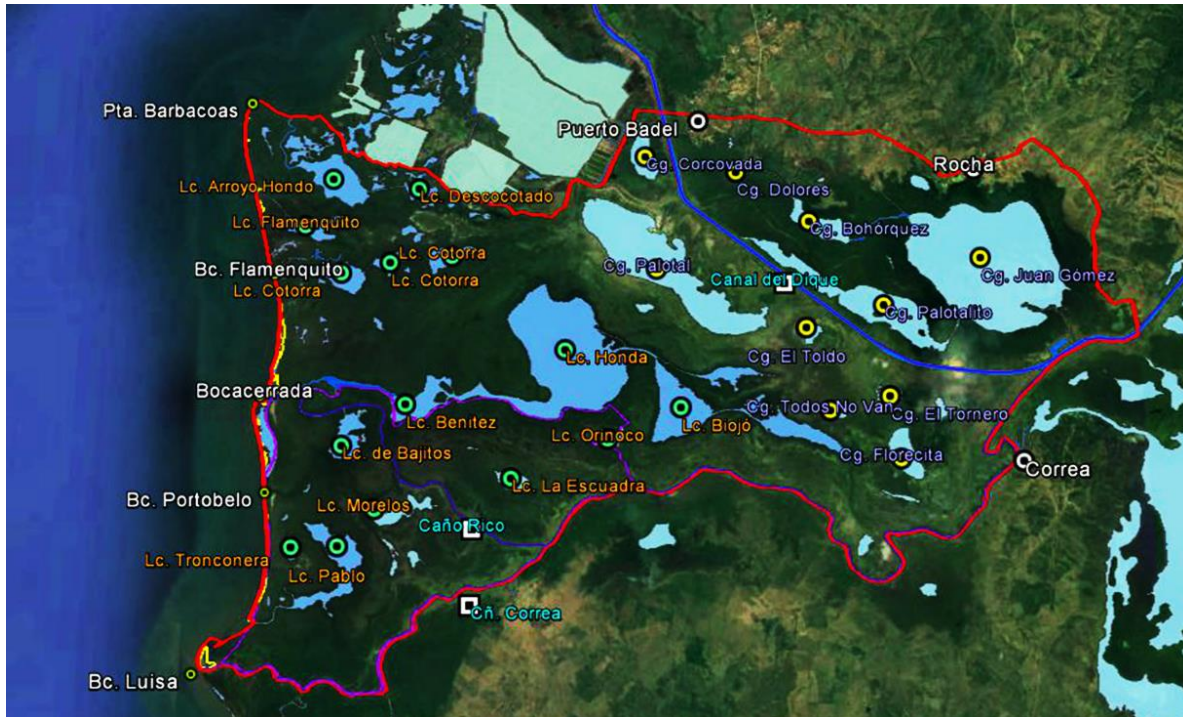 Pta. Barbacoas
Puerto Badel
Cg. Corcovada
Rocha
Lc. Arroyo Hondo
Lc. Descocotado
Cg. Dolores
Lc. Flamenquito
Cg. Bohórquez
Lc. Cotorra
Bc. Flamenquito
Cg. Palotal
Cg. Juan Gómez
Lc. Cotorra
Lc. Cotorra
Canal del Dique
Cg. Palotalito
Lc. Honda
Cg. El Toldo
Bocacerrada
Lc. Benitez
Lc. Biojó
Cg. Todos No Van
Cg. El Tornero
Lc. Orinoco
Lc. de Bajitos
Cg. Florecita
Correa
Lc. La Escuadra
Bc. Portobelo
Lc. Morelos
Caño Rico
Lc. Tronconera
Lc. Pablo
Cñ. Correa
Bc. Luisa